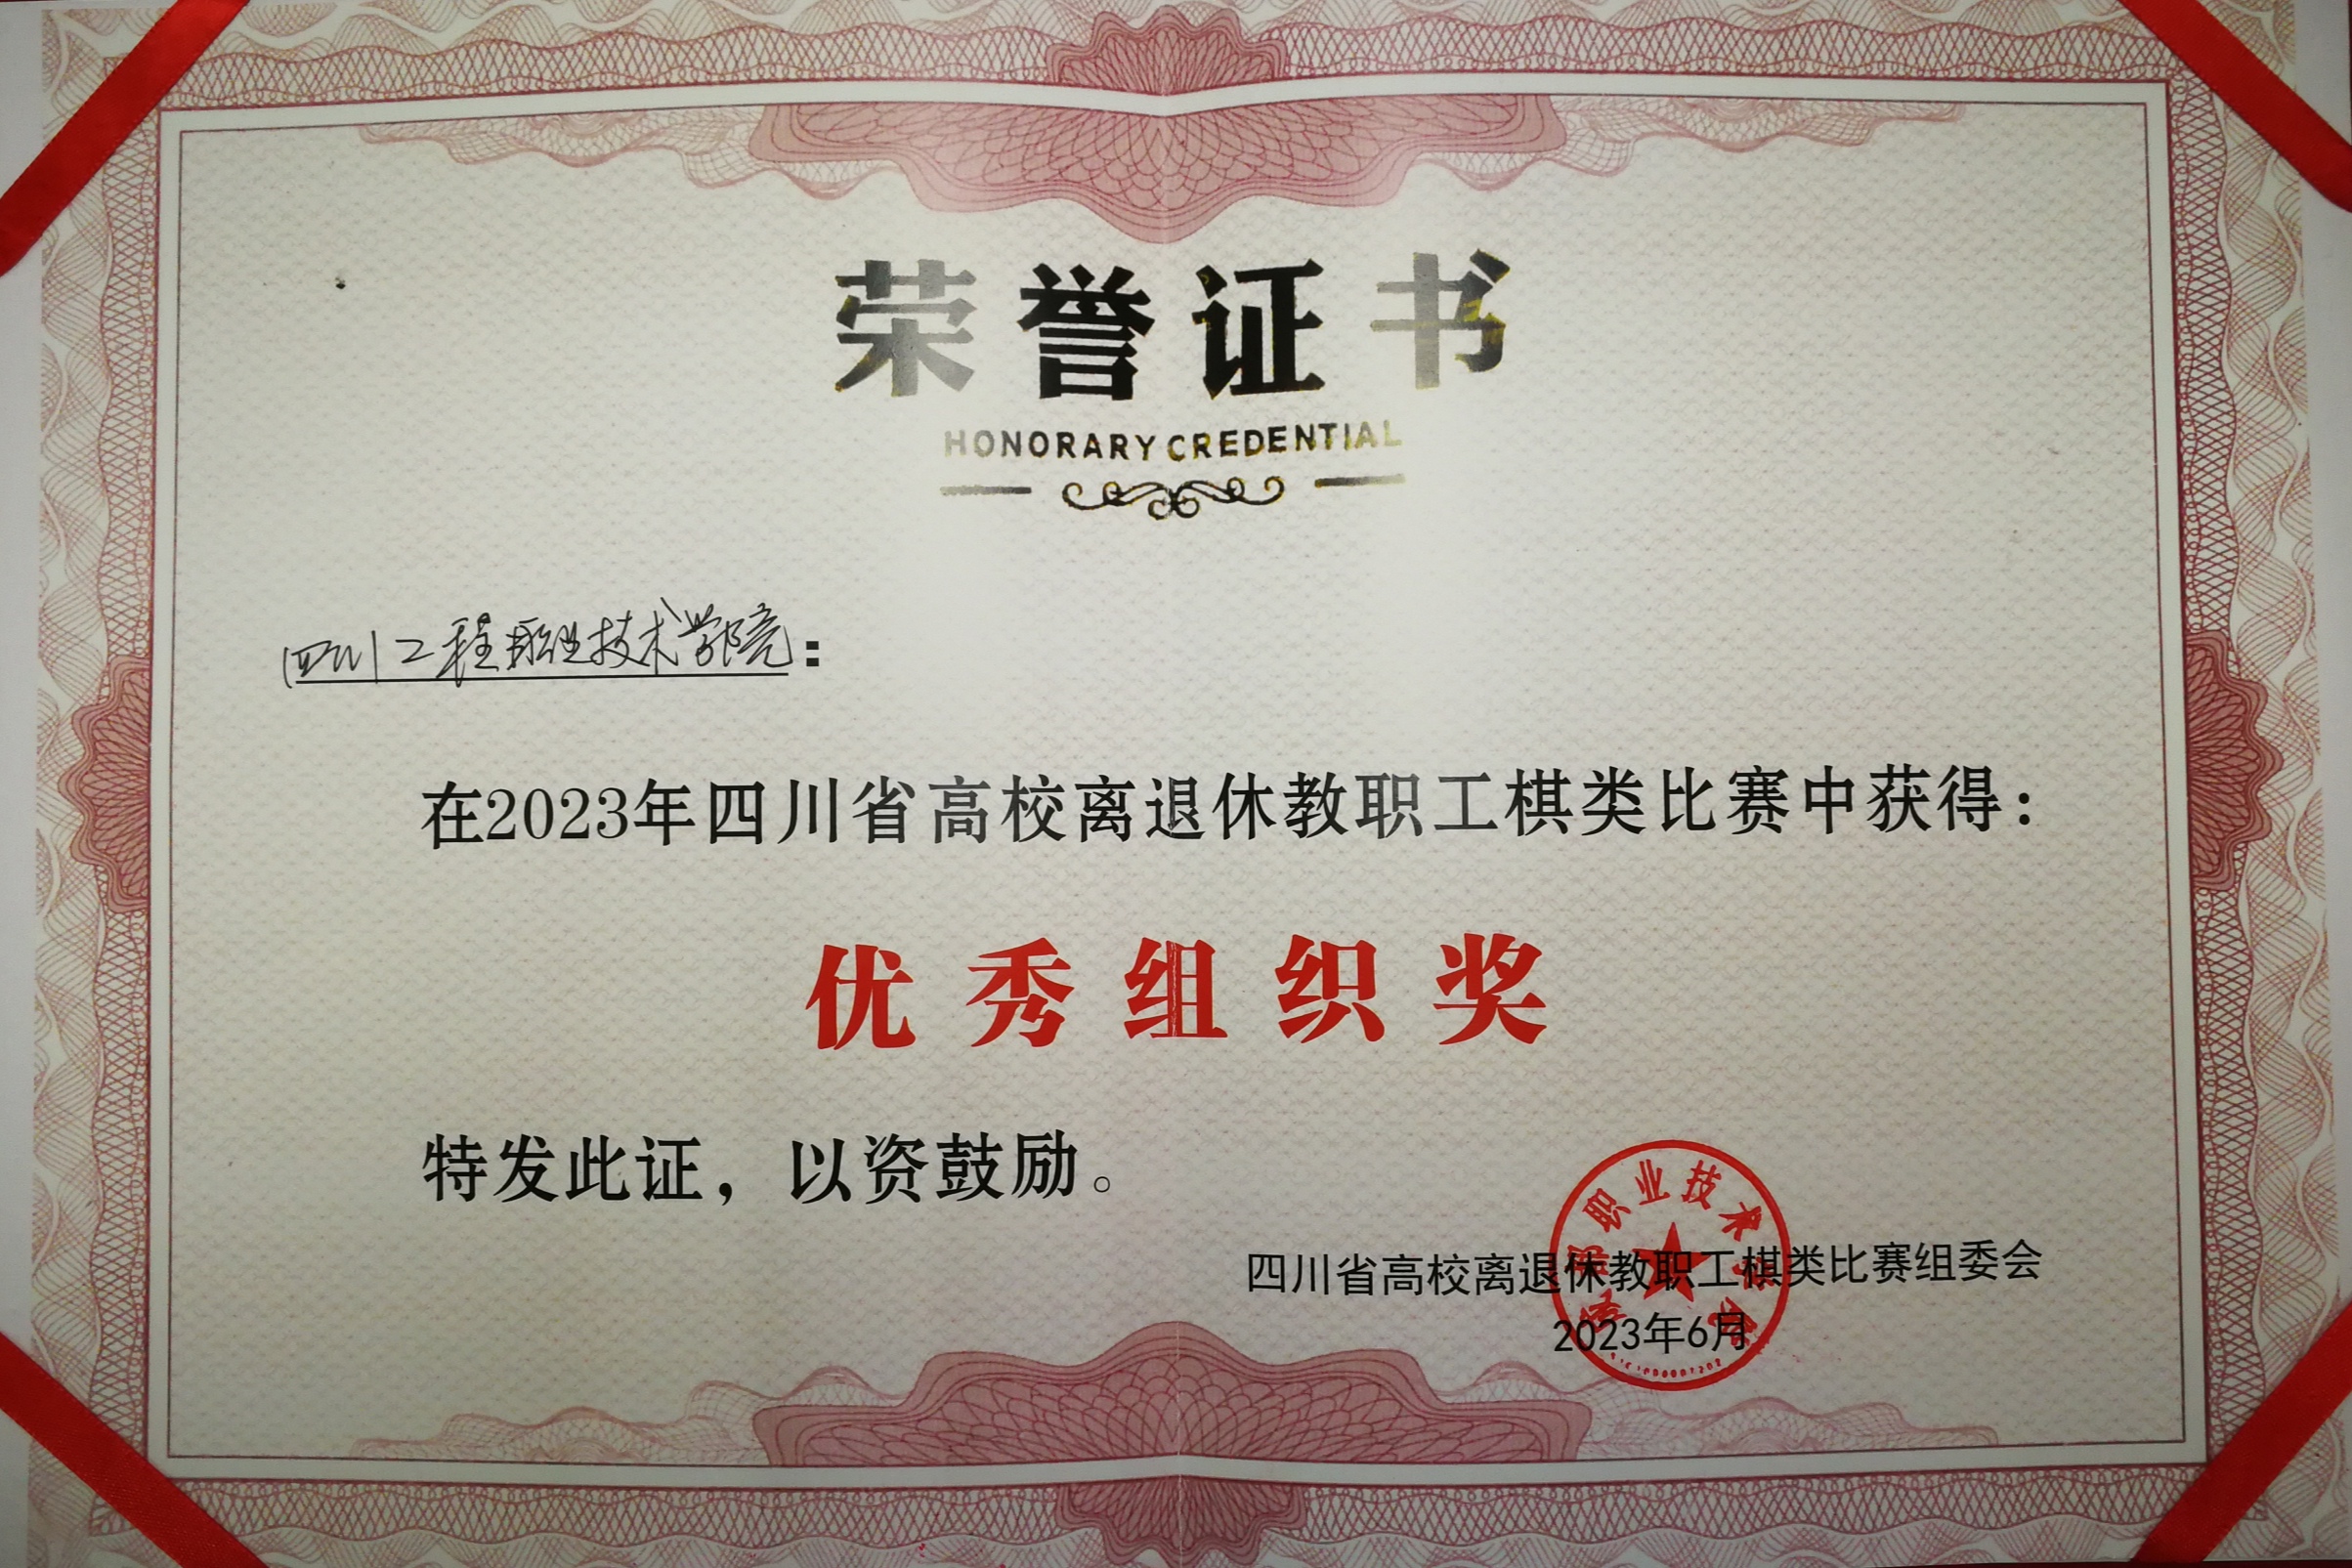 荣誉证书
HONORARY CREDENTIAL
四川工程职业技术学院:
在2023年四川省高校离退休教职工棋类比赛中获得:
优秀组织奖
特发此证，以资鼓励。
职业技术
四川省高校离退休教职工棋类比赛组委会
2023年6月